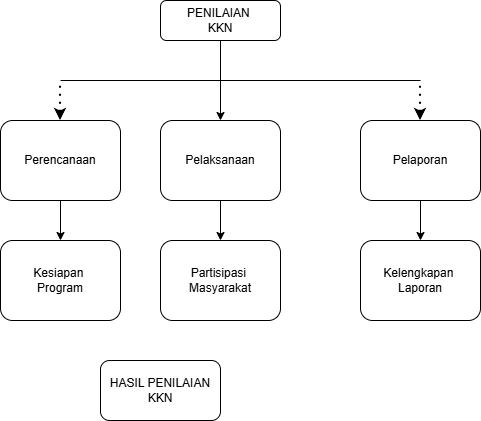 PENILAIAN
KKN
Perencanaan
Pelaksanaan
Pelaporan
Kesiapan
Program
Partisipasi
Masyarakat
Kelengkapan
Laporan
HASIL PENILAIAN
KKN